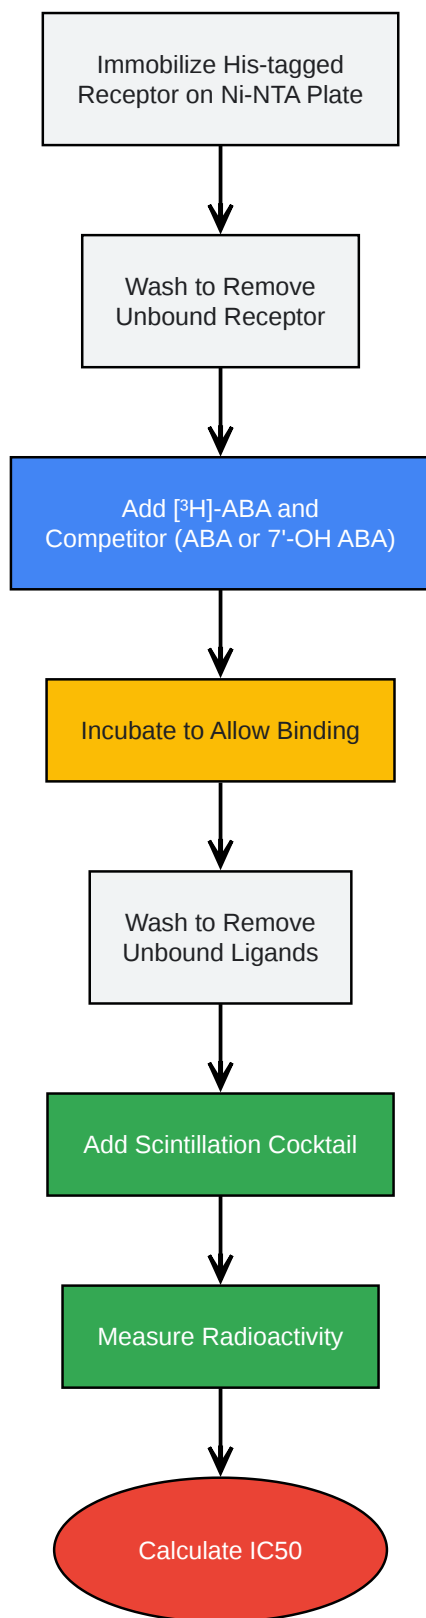 Immobilize His-tagged
Receptor on Ni-NTA Plate
Wash to Remove
Unbound Receptor
Add [³H]-ABA and
Competitor (ABA or 7'-OH ABA)
Incubate to Allow Binding
Wash to Remove
Unbound Ligands
Add Scintillation Cocktail
Measure Radioactivity
Calculate IC50